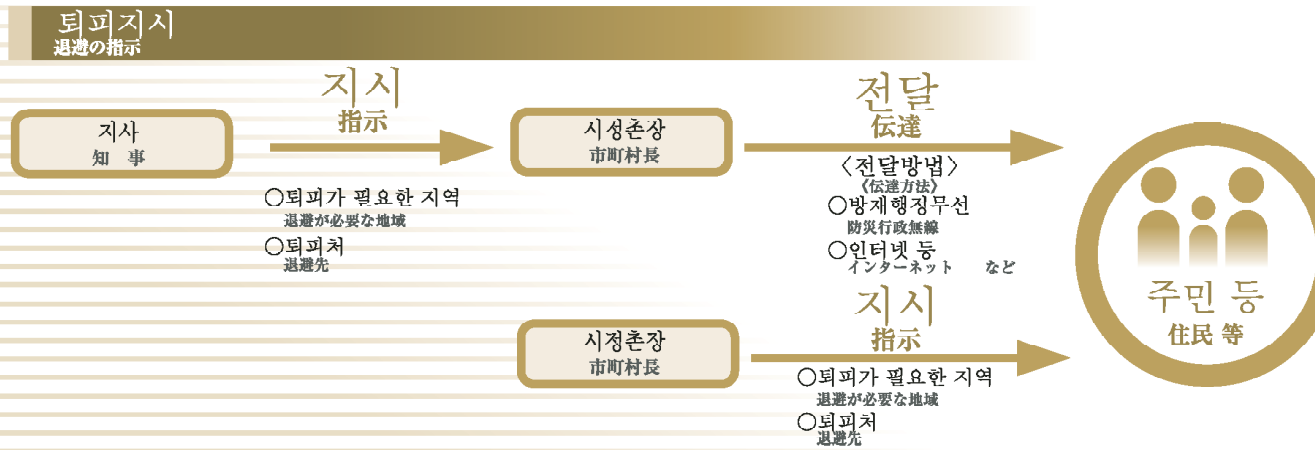 퇴피지시
退避の指示
지사
知　事
지시
指示
○퇴피가 필요한 지역
退避が必要な地域
○퇴피처
退避先
시정촌장
市町村長
전달
伝達
〈전달방법〉
《伝達方法》
○방재행정무선
防災行政無線
○인터넷 등
インターネット　　など
시정촌장
市町村長
지시
指示
○퇴피가 필요한 지역
退避が必要な地域
○퇴피처
退避先
주민 등
住民 等